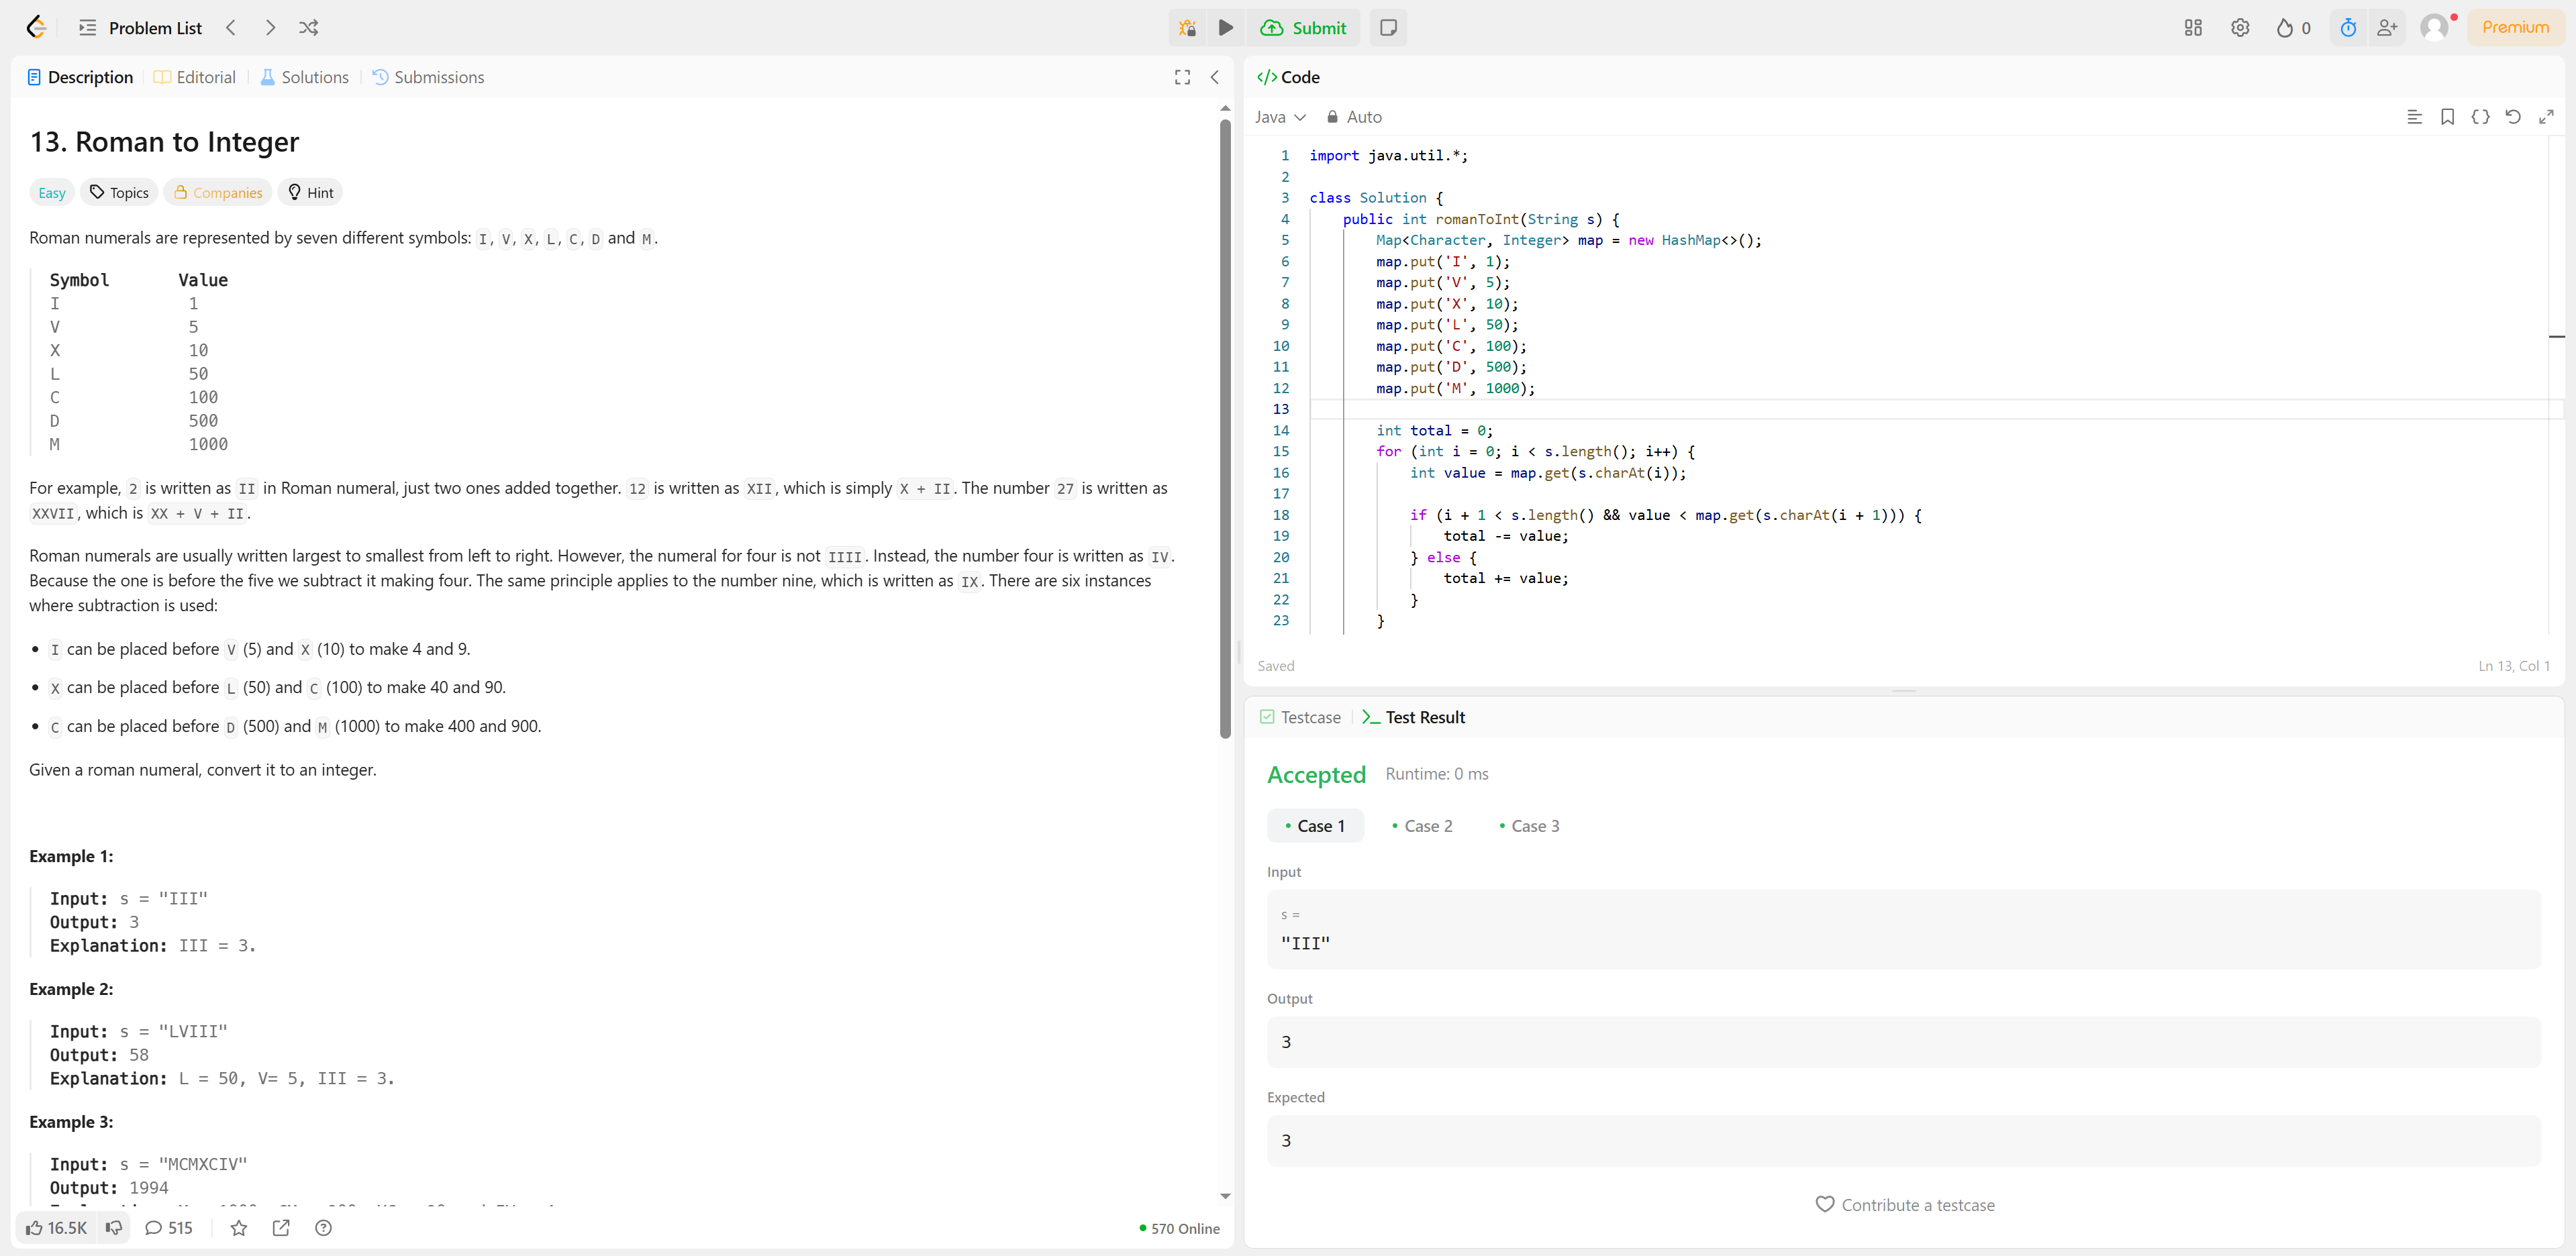 Problem List
Submit
0
Premium
Description
Editorial
Solutions
Submissions
13. Roman to Integer
Easy
Topics
Companies
Hint
Roman numerals are represented by seven different symbols: I, V, X, L, C, D and M.
Symbol Value
I 1
V 5
X 10
L 50
C 100
D 500
M 1000
For example, 2 is written as II in Roman numeral, just two ones added together. 12 is written as XII, which is simply X + II. The number 27 is written as
XXVII, which is XX + V + II.
Roman numerals are usually written largest to smallest from left to right. However, the numeral for four is not IIII. Instead, the number four is written as IV.
Because the one is before the five we subtract it making four. The same principle applies to the number nine, which is written as IX. There are six instances
where subtraction is used:
• I can be placed before V (5) and X (10) to make 4 and 9.
• X can be placed before L (50) and C (100) to make 40 and 90.
• C can be placed before D (500) and M (1000) to make 400 and 900.
Given a roman numeral, convert it to an integer.
Example 1:
Input: s = "III"
Output: 3
Explanation: III = 3.
Example 2:
Input: s = "LVIII"
Output: 58
Explanation: L = 50, V= 5, III = 3.
Example 3:
Input: s = "MCMXCIV"
Output: 1994
16.5K
515
570 Online
</>Code
Java
Auto
1 import java.util.*;
2
3 class Solution {
4 public int romanToInt(String s) {
5 Map<Character, Integer> map = new HashMap<>();
6 map.put('I', 1);
7 map.put('V', 5);
8 map.put('X', 10);
9 map.put('L', 50);
10 map.put('C', 100);
11 map.put('D', 500);
12 map.put('M', 1000);
13
14 int total = 0;
15 for (int i = 0; i < s.length(); i++) {
16 int value = map.get(s.charAt(i));
17
18 if (i + 1 < s.length() && value < map.get(s.charAt(i + 1))) {
19 total -= value;
20 } else {
21 total += value;
22 }
23 }
Saved
Ln 13, Col 1
Testcase
Test Result
Accepted
Runtime: 0 ms
• Case 1
• Case 2
• Case 3
Input
s =
"III"
Output
3
Expected
3
Contribute a testcase